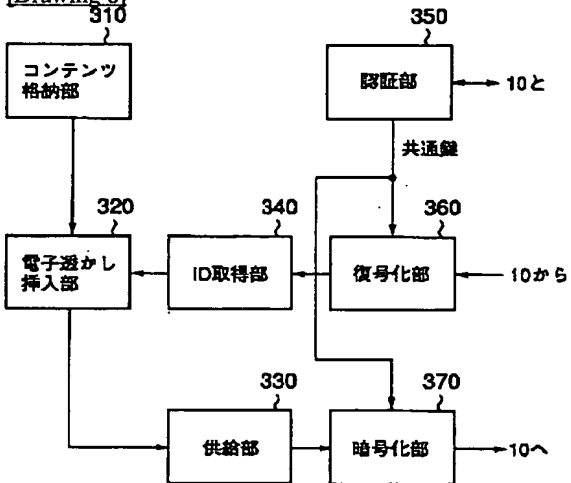 310
コンテンツ
格納部
350
認証部
10と
共通鍵
320
電子透かし
挿入部
340
ID取得部
360
復号化部
10から
330
供給部
370
暗号化部
10へ